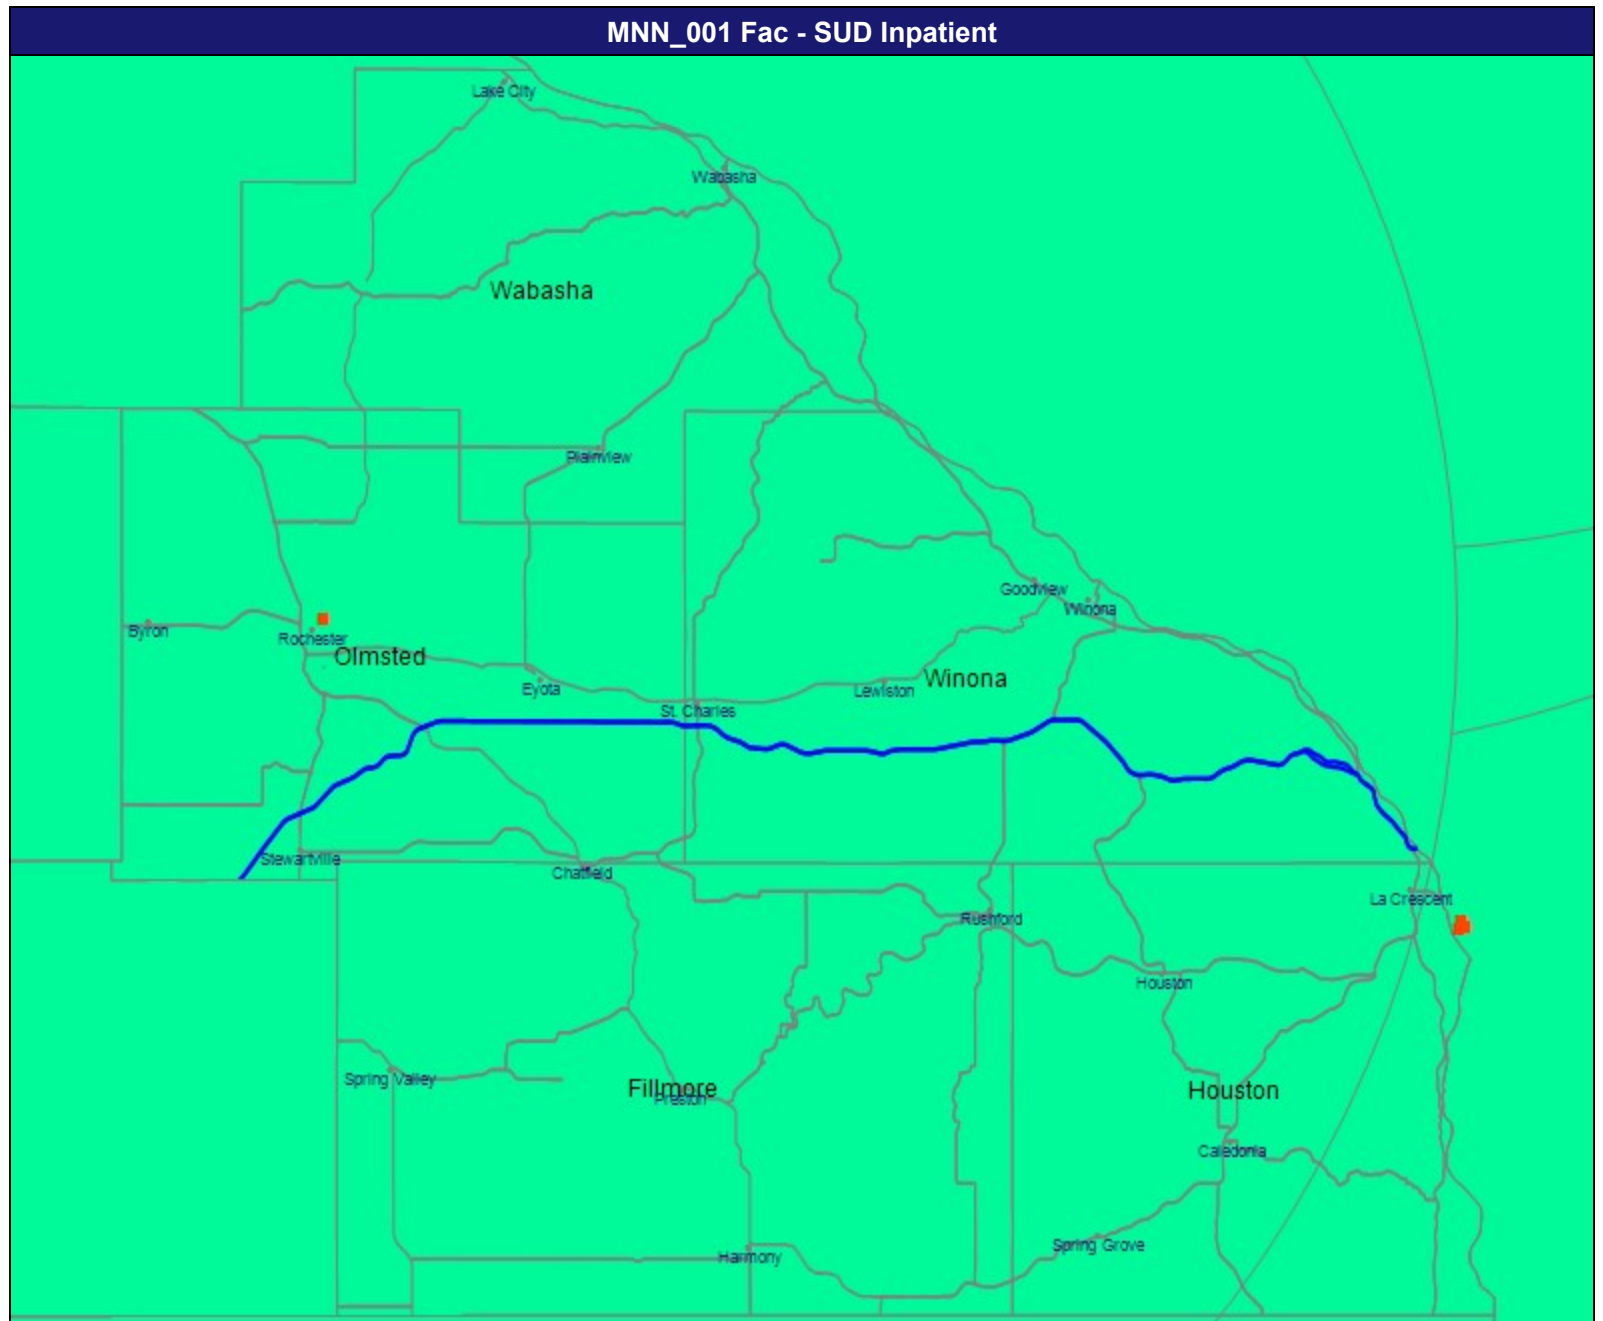 MNN_001 Fac - SUD Inpatient
Lake City
Wabasha
Wabasha
Plainview
Goodview
Winona
Byron
Rochester
Olmsted
Eyota
Lewiston
Winona
St. Charles
Stewartville
Chatfield
La Crescent
Rushford
Houston
Spring Valley
Fillmore
Preston
Houston
Caledonia
Spring Grove
Harmony